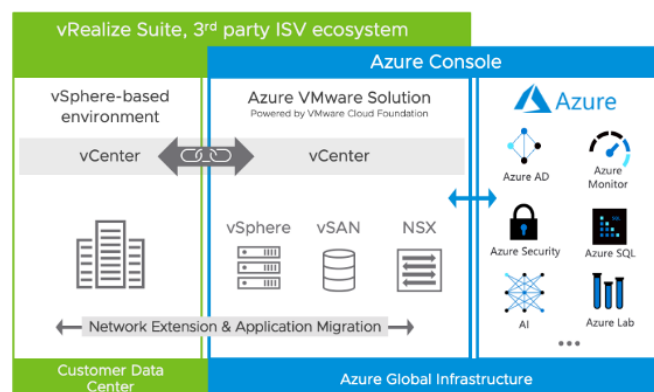 vRealize Suite, 3rd party ISV ecosystem
Azure Console
vSphere-based
environment
Azure VMware Solution
Powered by VMware Cloud Foundation
Azure
vCenter
vCenter
Azure AD
Azure
Monitor
vSphere
vSAN
NSX
Azure Security
SQL
Azure SQL
AI
Azure Lab
Network Extension & Application Migration
Customer Data
Center
Azure Global Infrastructure